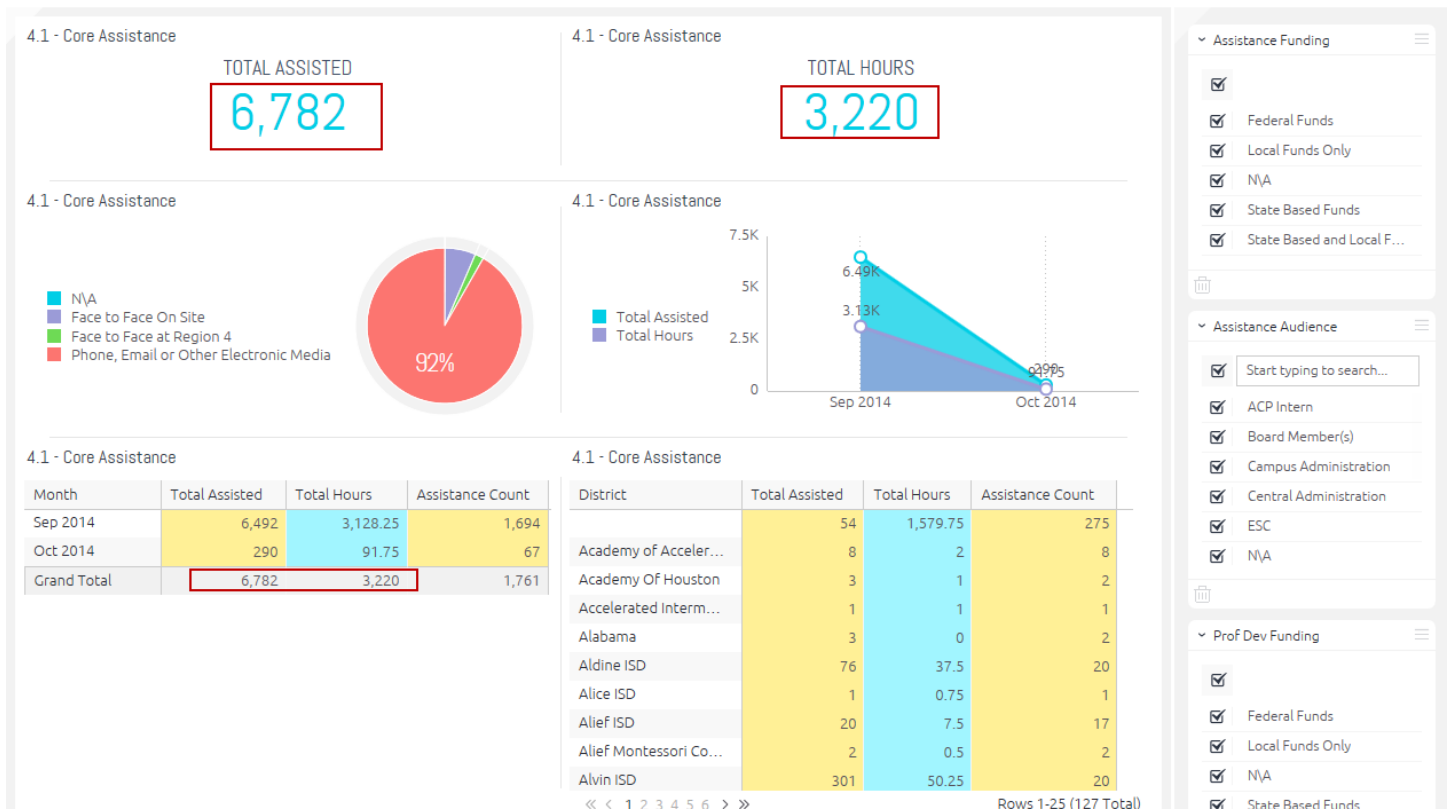 4.1 - Core Assistance
TOTAL ASSISTED
6,782
4.1 - Core Assistance
TOTAL HOURS
3,220
4.1 - Core Assistance
N\A
Face to Face On Site
Face to Face at Region 4
Phone, Email or Other Electronic Media
92%
4.1 - Core Assistance
Total Assisted
Total Hours
7.5K
5K
2.5K
0
6.49K
3.13K
290
91.75
Sep 2014 Oct 2014
4.1 - Core Assistance
Month Total Assisted Total Hours Assistance Count
Sep 2014 6,492 3,128.25 1,694
Oct 2014 290 91.75 67
Grand Total 6,782 3,220 1,761
4.1 - Core Assistance
District Total Assisted Total Hours Assistance Count
54 1,579.75 275
Academy of Acceler... 8 2 8
Academy Of Houston 3 1 2
Accelerated Interm... 1 1 1
Alabama 3 0 2
Aldine ISD 76 37.5 20
Alice ISD 1 0.75 1
Alief ISD 20 7.5 17
Alief Montessori Co... 2 0.5 2
Alvin ISD 301 50.25 20
« < 1 2 3 4 5 6 > » Rows 1-25 (127 Total)
Assistance Funding
Federal Funds
Local Funds Only
N\A
State Based Funds
State Based and Local F...
Assistance Audience
Start typing to search...
ACP Intern
Board Member(s)
Campus Administration
Central Administration
ESC
N\A
Prof Dev Funding
Federal Funds
Local Funds Only
N\A
State Based Funds